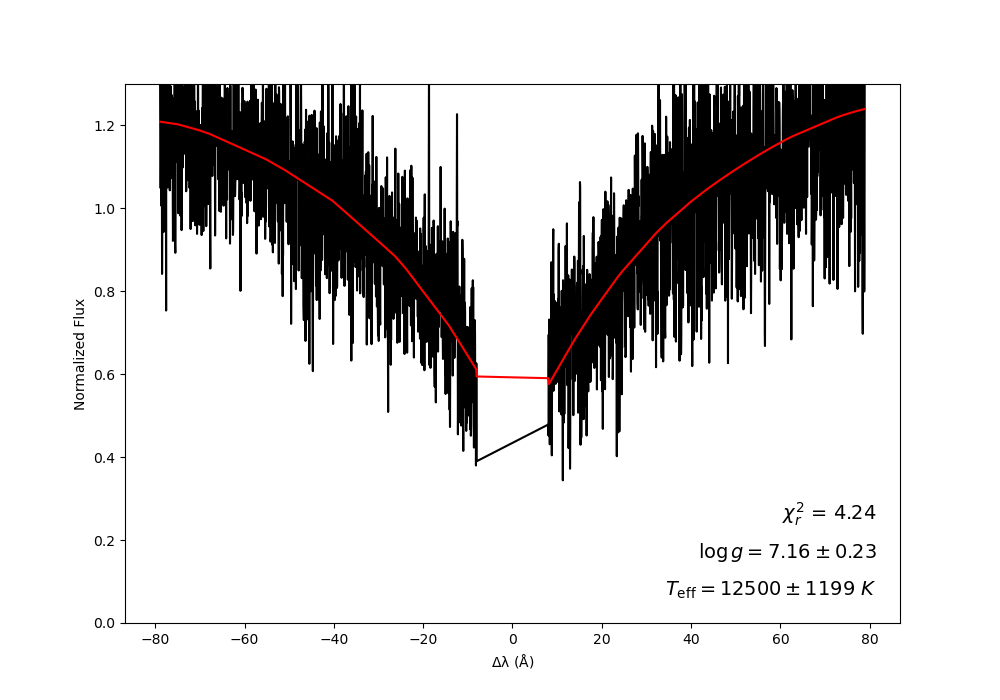 1.2
1.0
0.8
0.6
0.4
0.2
0.0
Normalized Flux
χ²ᵣ = 4.24
log g = 7.16 ± 0.23
T_eff = 12500 ± 1199 K
−80 −60 −40 −20 0 20 40 60 80
Δλ (Å)